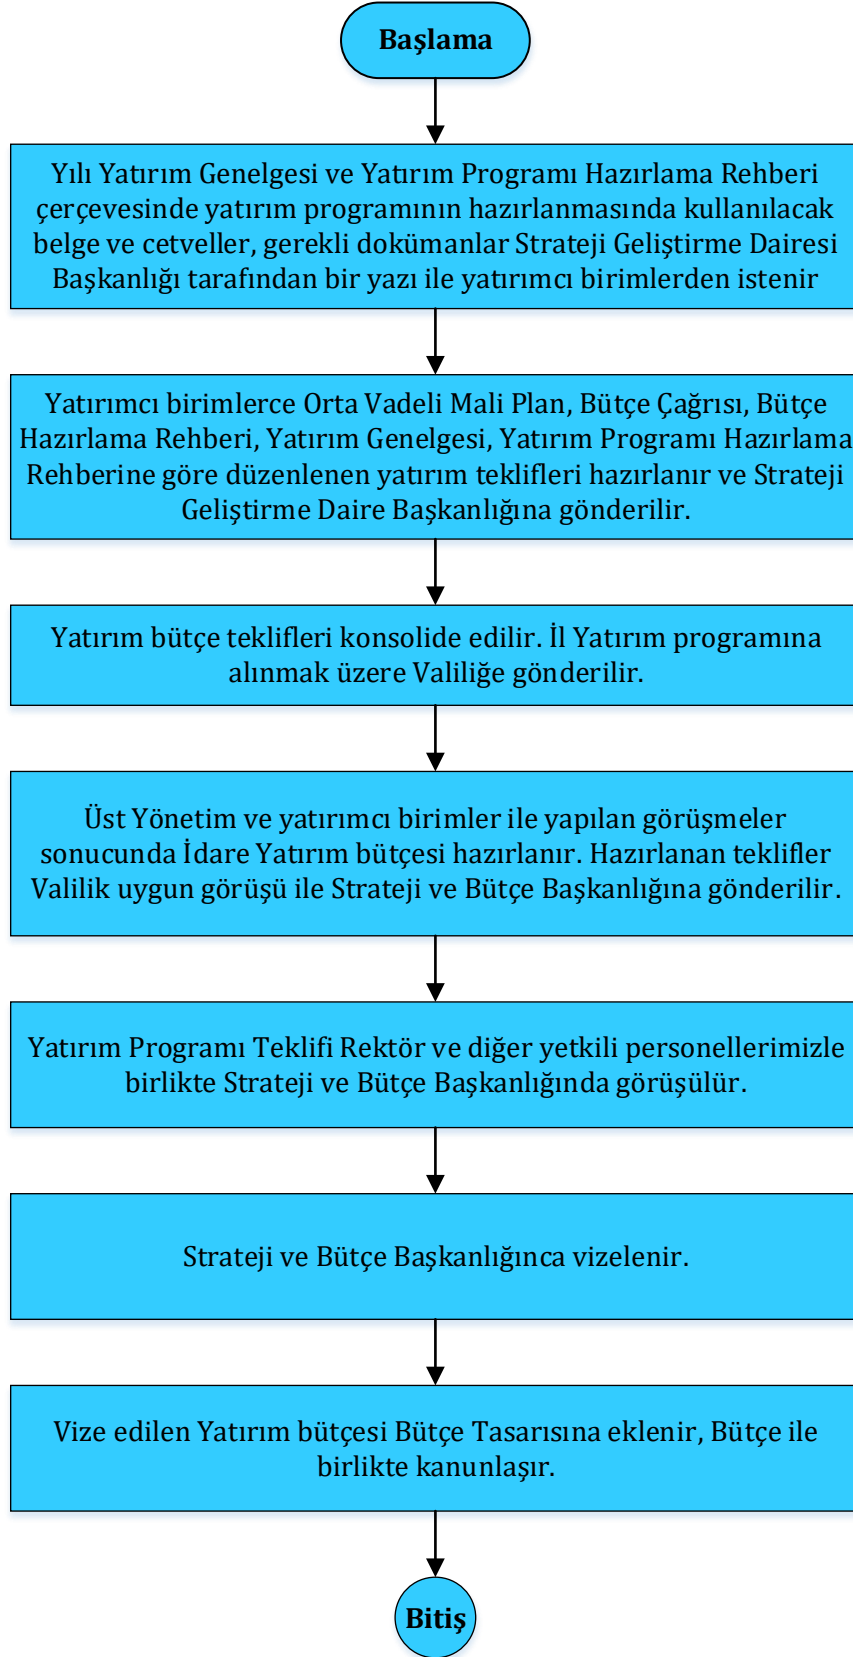 Başlama
Yılı Yatırım Genelgesi ve Yatırım Programı Hazırlama Rehberi
çerçevesinde yatırım programının hazırlanmasında kullanılacak
belge ve cetveller, gerekli dokümanlar Strateji Geliştirme Dairesi
Başkanlığı tarafından bir yazı ile yatırımcı birimlerden istenir
Yatırımcı birimlerce Orta Vadeli Mali Plan, Bütçe Çağrısı, Bütçe
Hazırlama Rehberi, Yatırım Genelgesi, Yatırım Programı Hazırlama
Rehberine göre düzenlenen yatırım teklifleri hazırlanır ve Strateji
Geliştirme Daire Başkanlığına gönderilir.
Yatırım bütçe teklifleri konsolide edilir. İl Yatırım programına
alınmak üzere Valiliğe gönderilir.
Üst Yönetim ve yatırımcı birimler ile yapılan görüşmeler
sonucunda İdare Yatırım bütçesi hazırlanır. Hazırlanan teklifler
Valilik uygun görüşü ile Strateji ve Bütçe Başkanlığına gönderilir.
Yatırım Programı Teklifi Rektör ve diğer yetkili personellerimizle
birlikte Strateji ve Bütçe Başkanlığında görüşülür.
Strateji ve Bütçe Başkanlığınca vizelenir.
Vize edilen Yatırım bütçesi Bütçe Tasarısına eklenir, Bütçe ile
birlikte kanunlaşır.
Bitiş